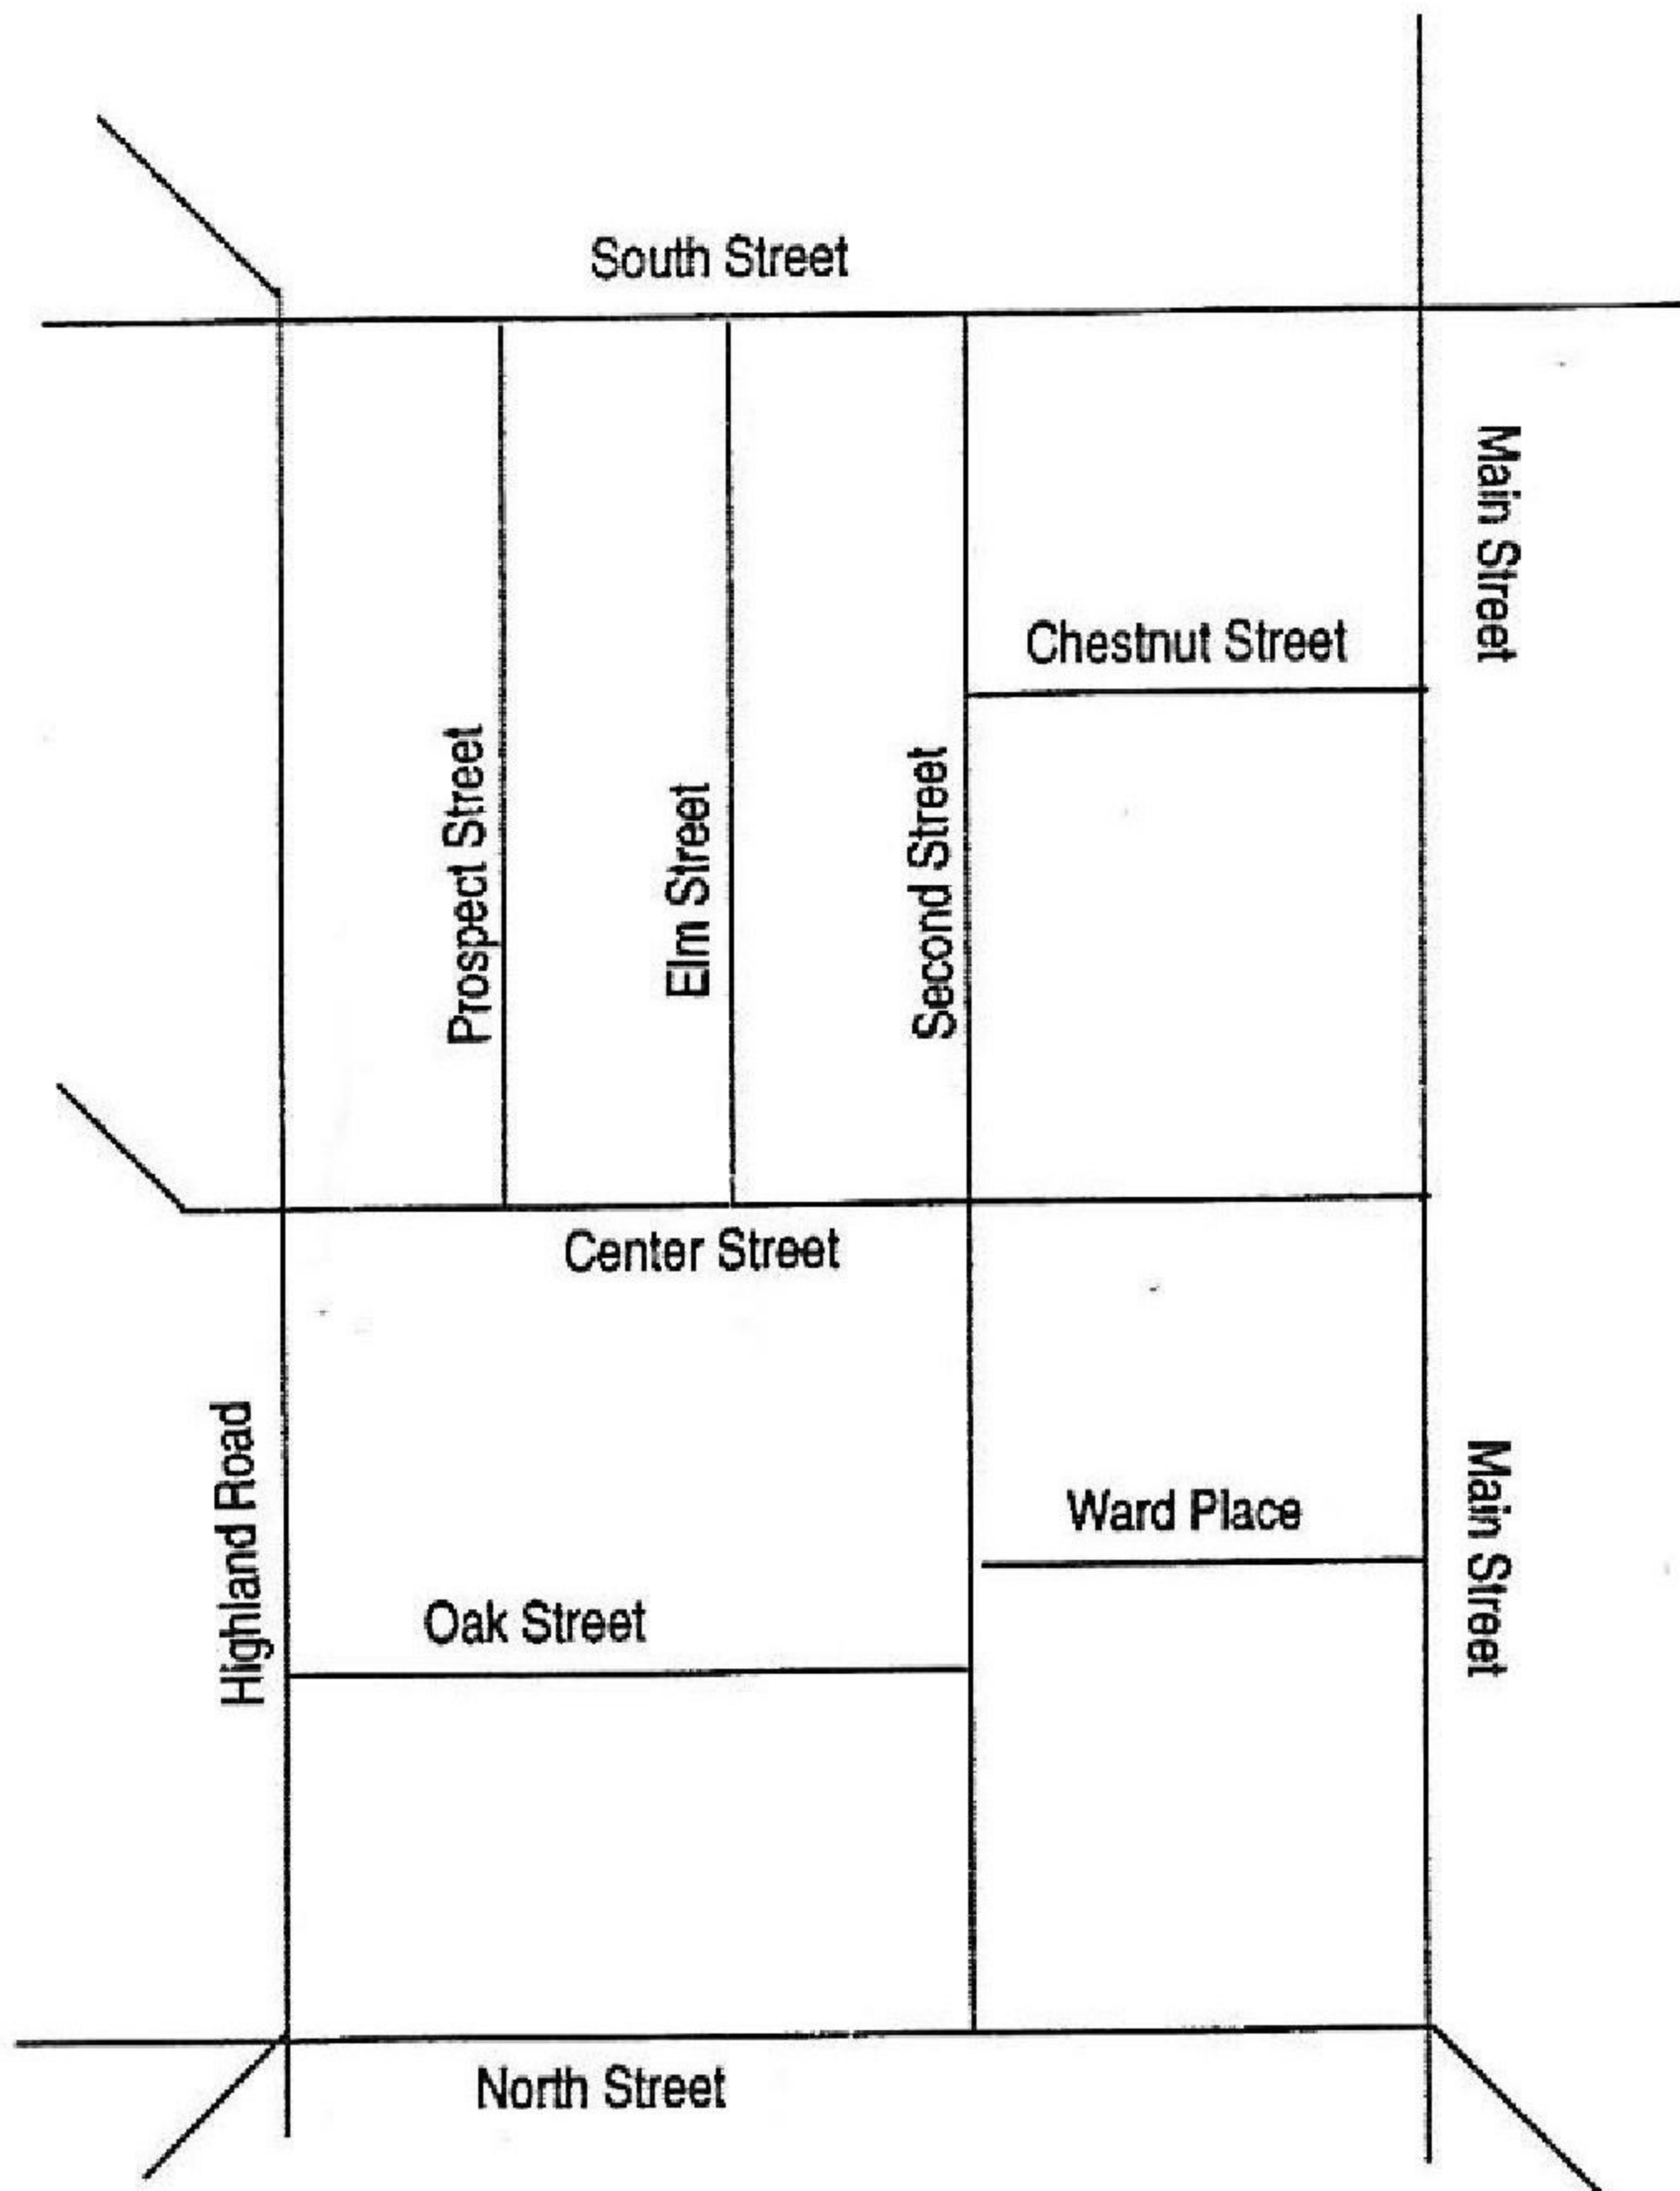 South Street
Main Street
Chestnut Street
Prospect Street
Elm Street
Second Street
Center Street
Highland Road
Main Street
Ward Place
Oak Street
North Street